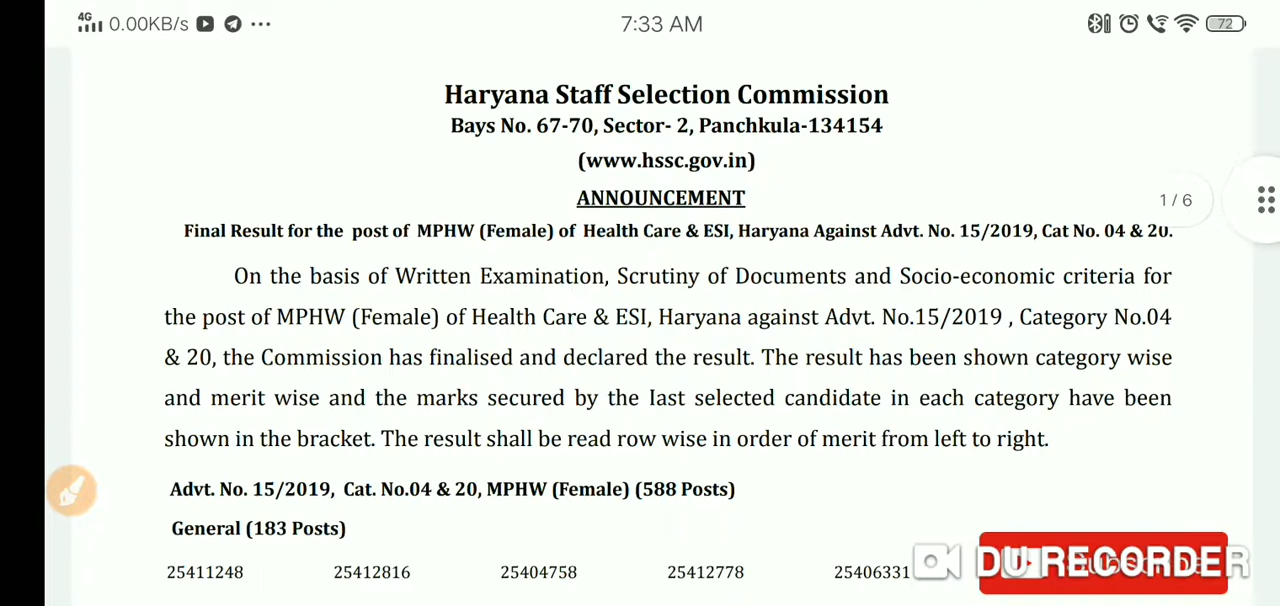 4G 0.00KB/s ... 7:33 AM 72
Haryana Staff Selection Commission
Bays No. 67-70, Sector- 2, Panchkula-134154
(www.hssc.gov.in)
ANNOUNCEMENT
1 / 6
Final Result for the post of MPHW (Female) of Health Care & ESI, Haryana Against Advt. No. 15/2019, Cat No. 04 & 20.
On the basis of Written Examination, Scrutiny of Documents and Socio-economic criteria for
the post of MPHW (Female) of Health Care & ESI, Haryana against Advt. No.15/2019 , Category No.04
& 20, the Commission has finalised and declared the result. The result has been shown category wise
and merit wise and the marks secured by the last selected candidate in each category have been
shown in the bracket. The result shall be read row wise in order of merit from left to right.
Advt. No. 15/2019, Cat. No.04 & 20, MPHW (Female) (588 Posts)
General (183 Posts)
25411248 25412816 25404758 25412778 25406331
DU RECORDER